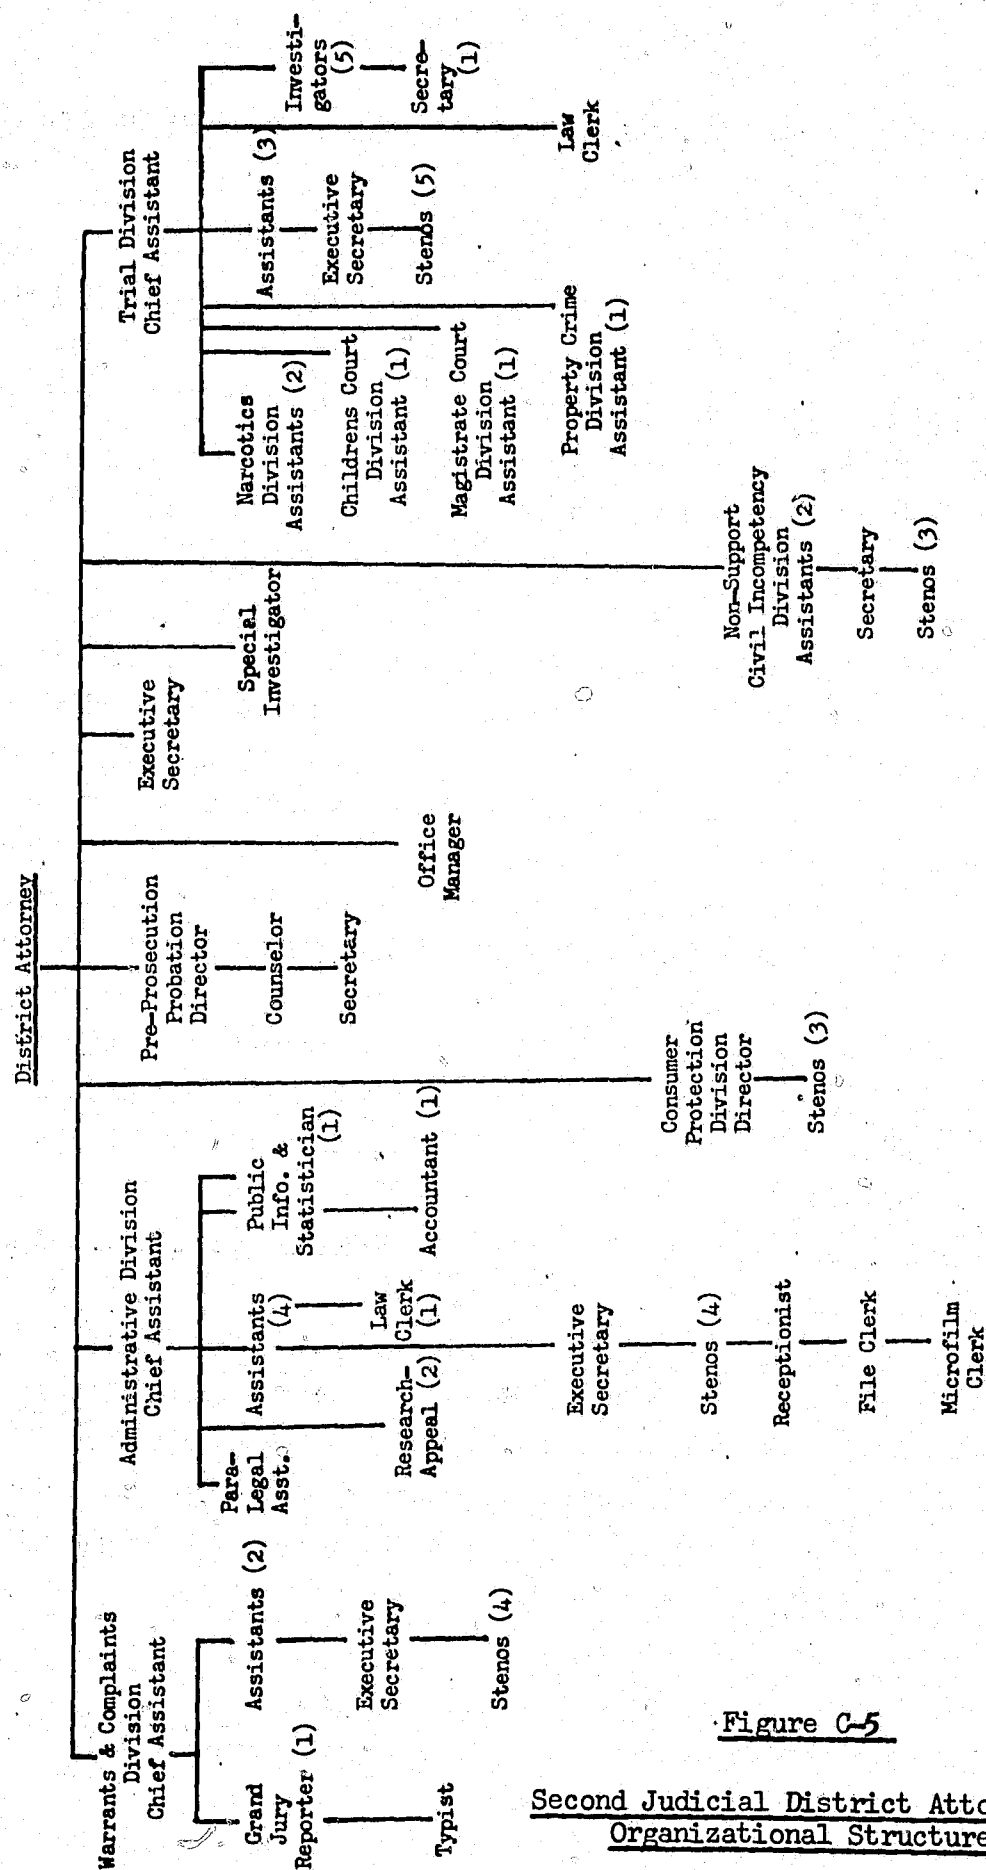 District Attorney
Warrants & Complaints
Division
Chief Assistant
Grand
Jury
Reporter (1)
Typist
Assistants (2)
Executive
Secretary
Stenos (4)
Administrative Division
Chief Assistant
Para-
Legal
Asst.
Research-
Appeal (2)
Assistants
(4)
Law
Clerk
(1)
Executive
Secretary
Stenos (4)
Receptionist
File Clerk
Microfilm
Clerk
Public
Info. &
Statistician
(1)
Accountant (1)
Consumer
Protection
Division
Director
Stenos (3)
Pre-Prosecution
Probation
Director
Counselor
Secretary
Office
Manager
Executive
Secretary
Special
Investigator
Non-Support
Civil Incompetency
Division
Assistants (2)
Secretary
Stenos (3)
Trial Division
Chief Assistant
Narcotics
Division
Assistants (2)
Childrens Court
Division
Assistant (1)
Magistrate Court
Division
Assistant (1)
Property Crime
Division
Assistant (1)
Assistants (3)
Executive
Secretary
Stenos (5)
Law
Clerk
Investi-
gators
(5)
Secre-
tary
(1)
Figure C-5
Second Judicial District Atto
Organizational Structure